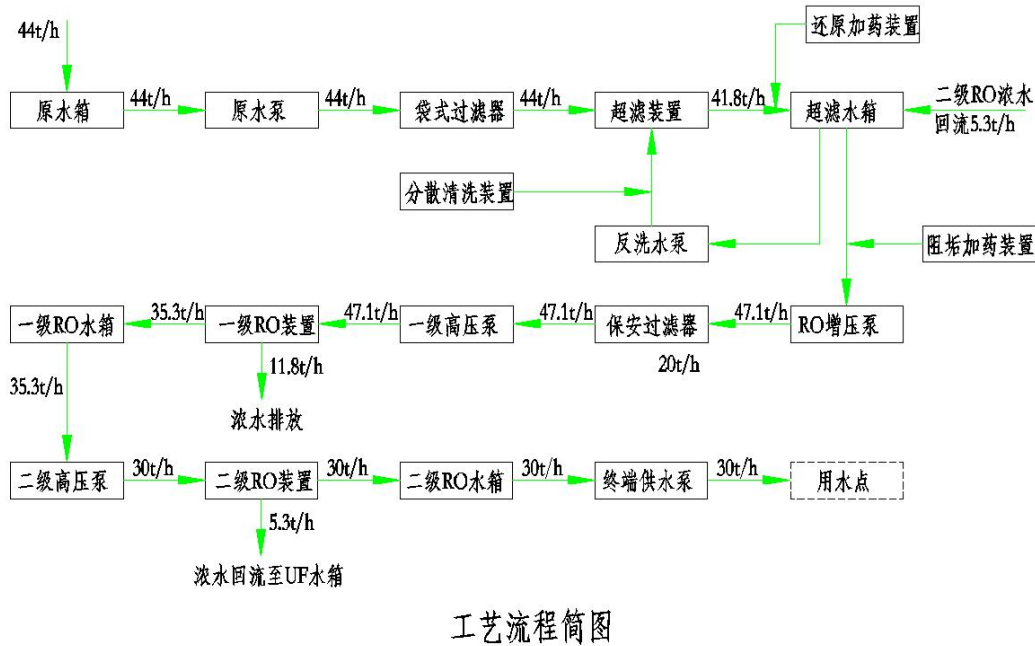 44t/h
还原加药装置
原水箱
44t/h
原水泵
44t/h
袋式过滤器
44t/h
超滤装置
41.8t/h
超滤水箱
二级RO浓水
回流5.3t/h
分散清洗装置
反洗水泵
阻垢加药装置
一级RO水箱
35.3t/h
一级RO装置
47.1t/h
一级高压泵
47.1t/h
保安过滤器
47.1t/h
RO增压泵
20t/h
11.8t/h
35.3t/h
浓水排放
二级高压泵
30t/h
二级RO装置
30t/h
二级RO水箱
30t/h
终端供水泵
30t/h
用水点
5.3t/h
浓水回流至UF水箱
工艺流程简图